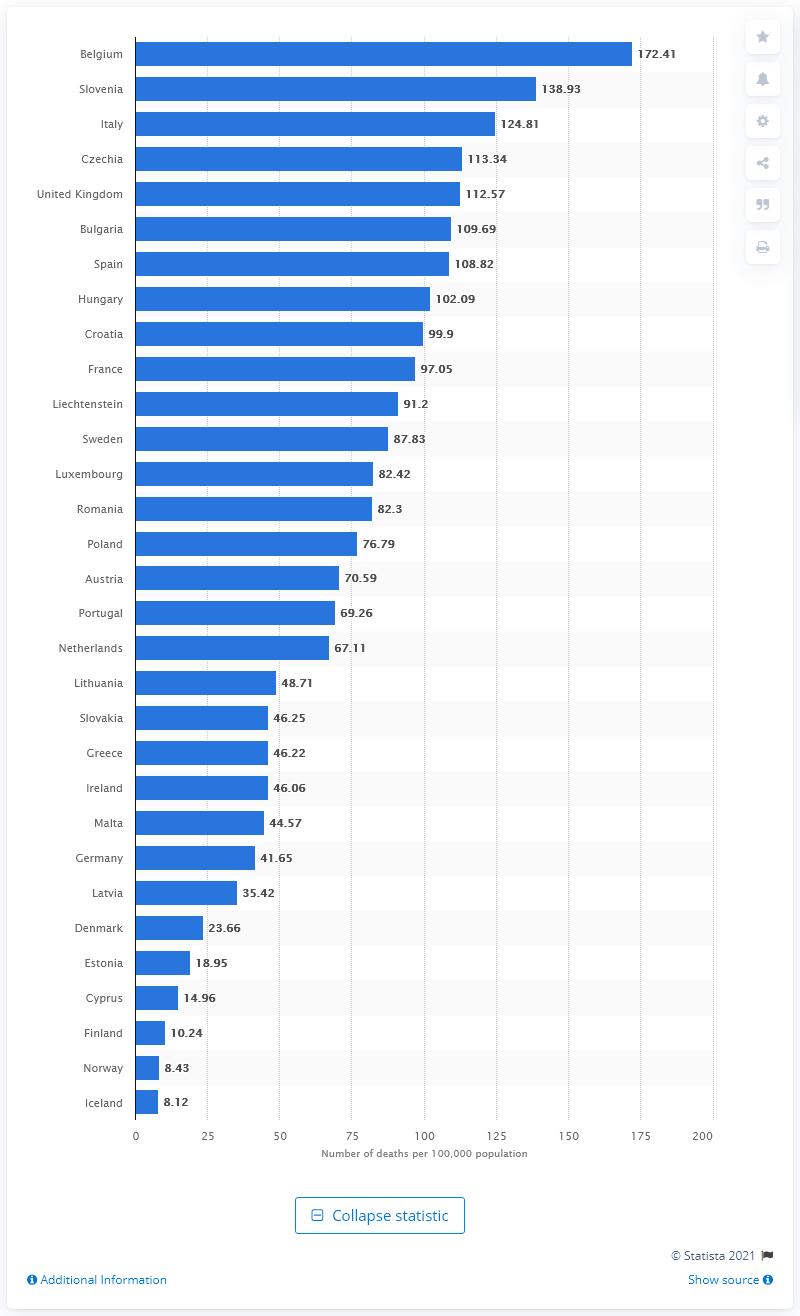 Belgium 172.41
Slovenia 138.93
Italy 124.81
Czechia 113.34
United Kingdom 112.57
Bulgaria 109.69
Spain 108.82
Hungary 102.09
Croatia 99.9
France 97.05
Liechtenstein 91.2
Sweden 87.83
Luxembourg 82.42
Romania 82.3
Poland 76.79
Austria 70.59
Portugal 69.26
Netherlands 67.11
Lithuania 48.71
Slovakia 46.25
Greece 46.22
Ireland 46.06
Malta 44.57
Germany 41.65
Latvia 35.42
Denmark 23.66
Estonia 18.95
Cyprus 14.96
Finland 10.24
Norway 8.43
Iceland 8.12
0 25 50 75 100 125 150 175 200
Number of deaths per 100,000 population
Collapse statistic
© Statista 2021
Additional Information Show source